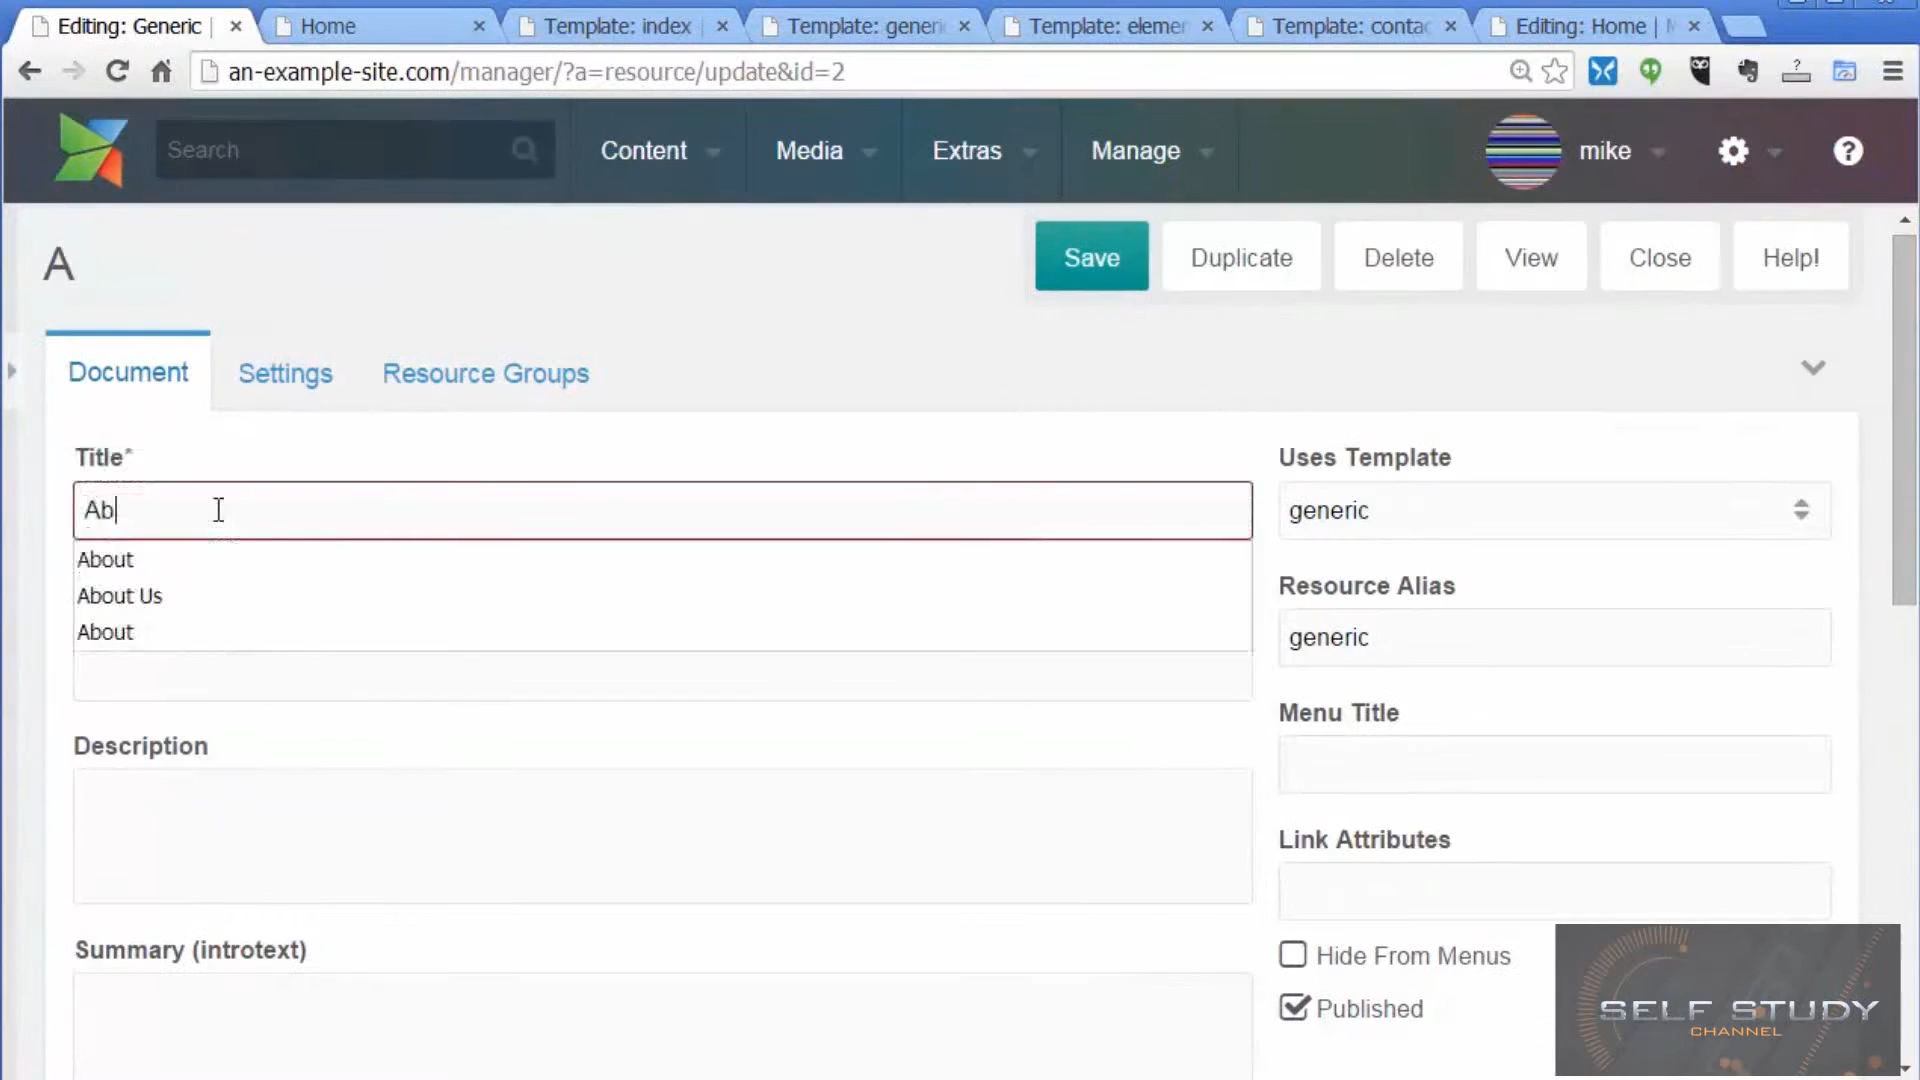 Editing: Generic |
Home
Template: index |
Template: generi
Template: elemen
Template: contac
Editing: Home | M
an-example-site.com/manager/?a=resource/update&id=2
Search
Content
Media
Extras
Manage
mike
A
Save
Duplicate
Delete
View
Close
Help!
Document
Settings
Resource Groups
Title*
Ab
About
About Us
About
Description
Summary (introtext)
Uses Template
generic
Resource Alias
generic
Menu Title
Link Attributes
Hide From Menus
Published
SELF STUDY
CHANNEL